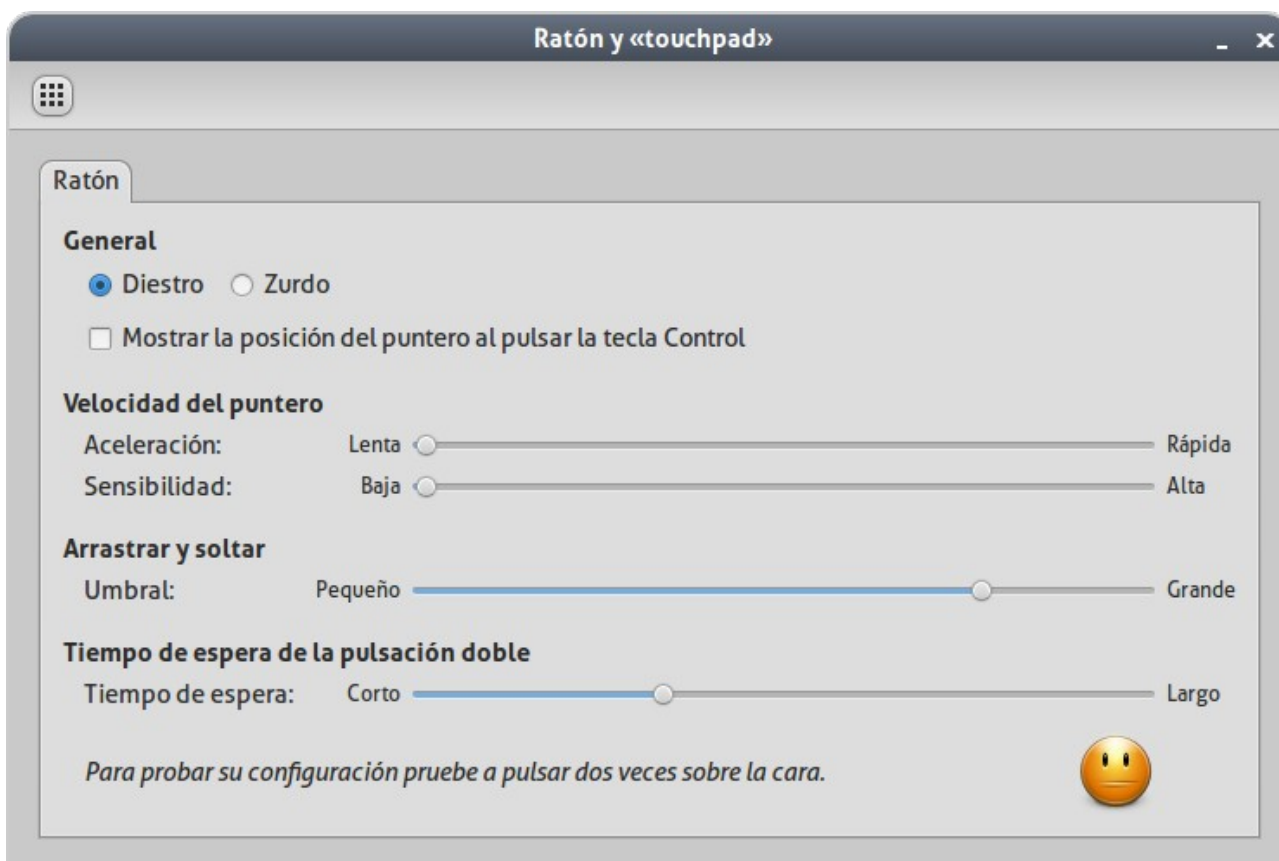 Ratón y «touchpad»
Ratón
General
Diestro Zurdo
Mostrar la posición del puntero al pulsar la tecla Control
Velocidad del puntero
Aceleración: Lenta Rápida
Sensibilidad: Baja Alta
Arrastrar y soltar
Umbral: Pequeño Grande
Tiempo de espera de la pulsación doble
Tiempo de espera: Corto Largo
Para probar su configuración pruebe a pulsar dos veces sobre la cara.